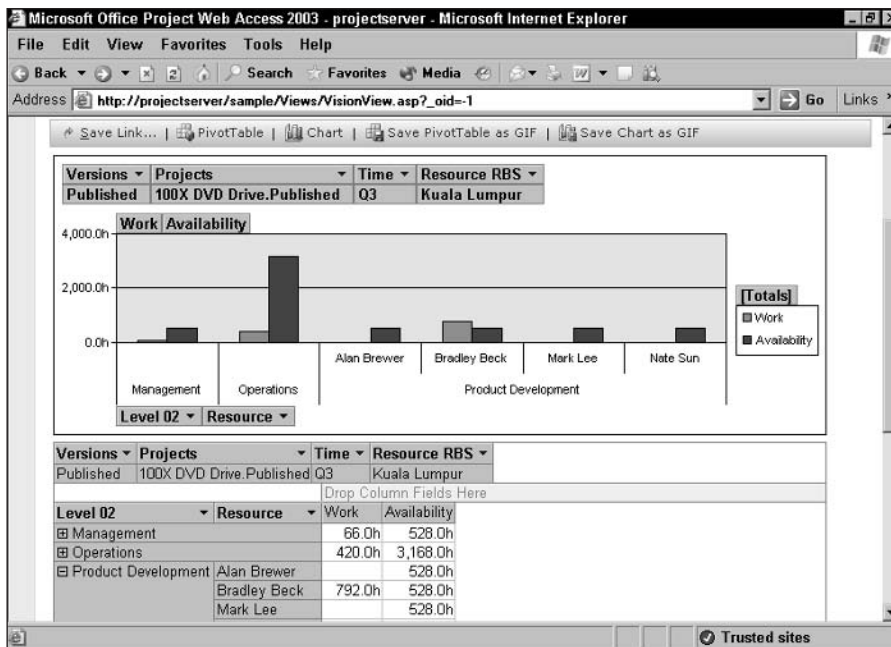 Microsoft Office Project Web Access 2003 - projectserver - Microsoft Internet Explorer
File Edit View Favorites Tools Help
Back Search Favorites Media
Address http://projectserver/sample/Views/VisionView.asp?_oid=-1 Go Links
Save Link... | PivotTable | Chart | Save PivotTable as GIF | Save Chart as GIF
Versions Projects Time Resource RBS
Published 100X DVD Drive.Published Q3 Kuala Lumpur
Work Availability
4,000.0h
2,000.0h
0.0h
[Totals]
Work
Availability
Alan Brewer Bradley Beck Mark Lee Nate Sun
Management Operations Product Development
Level 02 Resource
Versions Projects Time Resource RBS
Published 100X DVD Drive.Published Q3 Kuala Lumpur
Drop Column Fields Here
Level 02 Resource Work Availability
Management 66.0h 528.0h
Operations 420.0h 3,168.0h
Product Development Alan Brewer 528.0h
Bradley Beck 792.0h 528.0h
Mark Lee 528.0h
Trusted sites